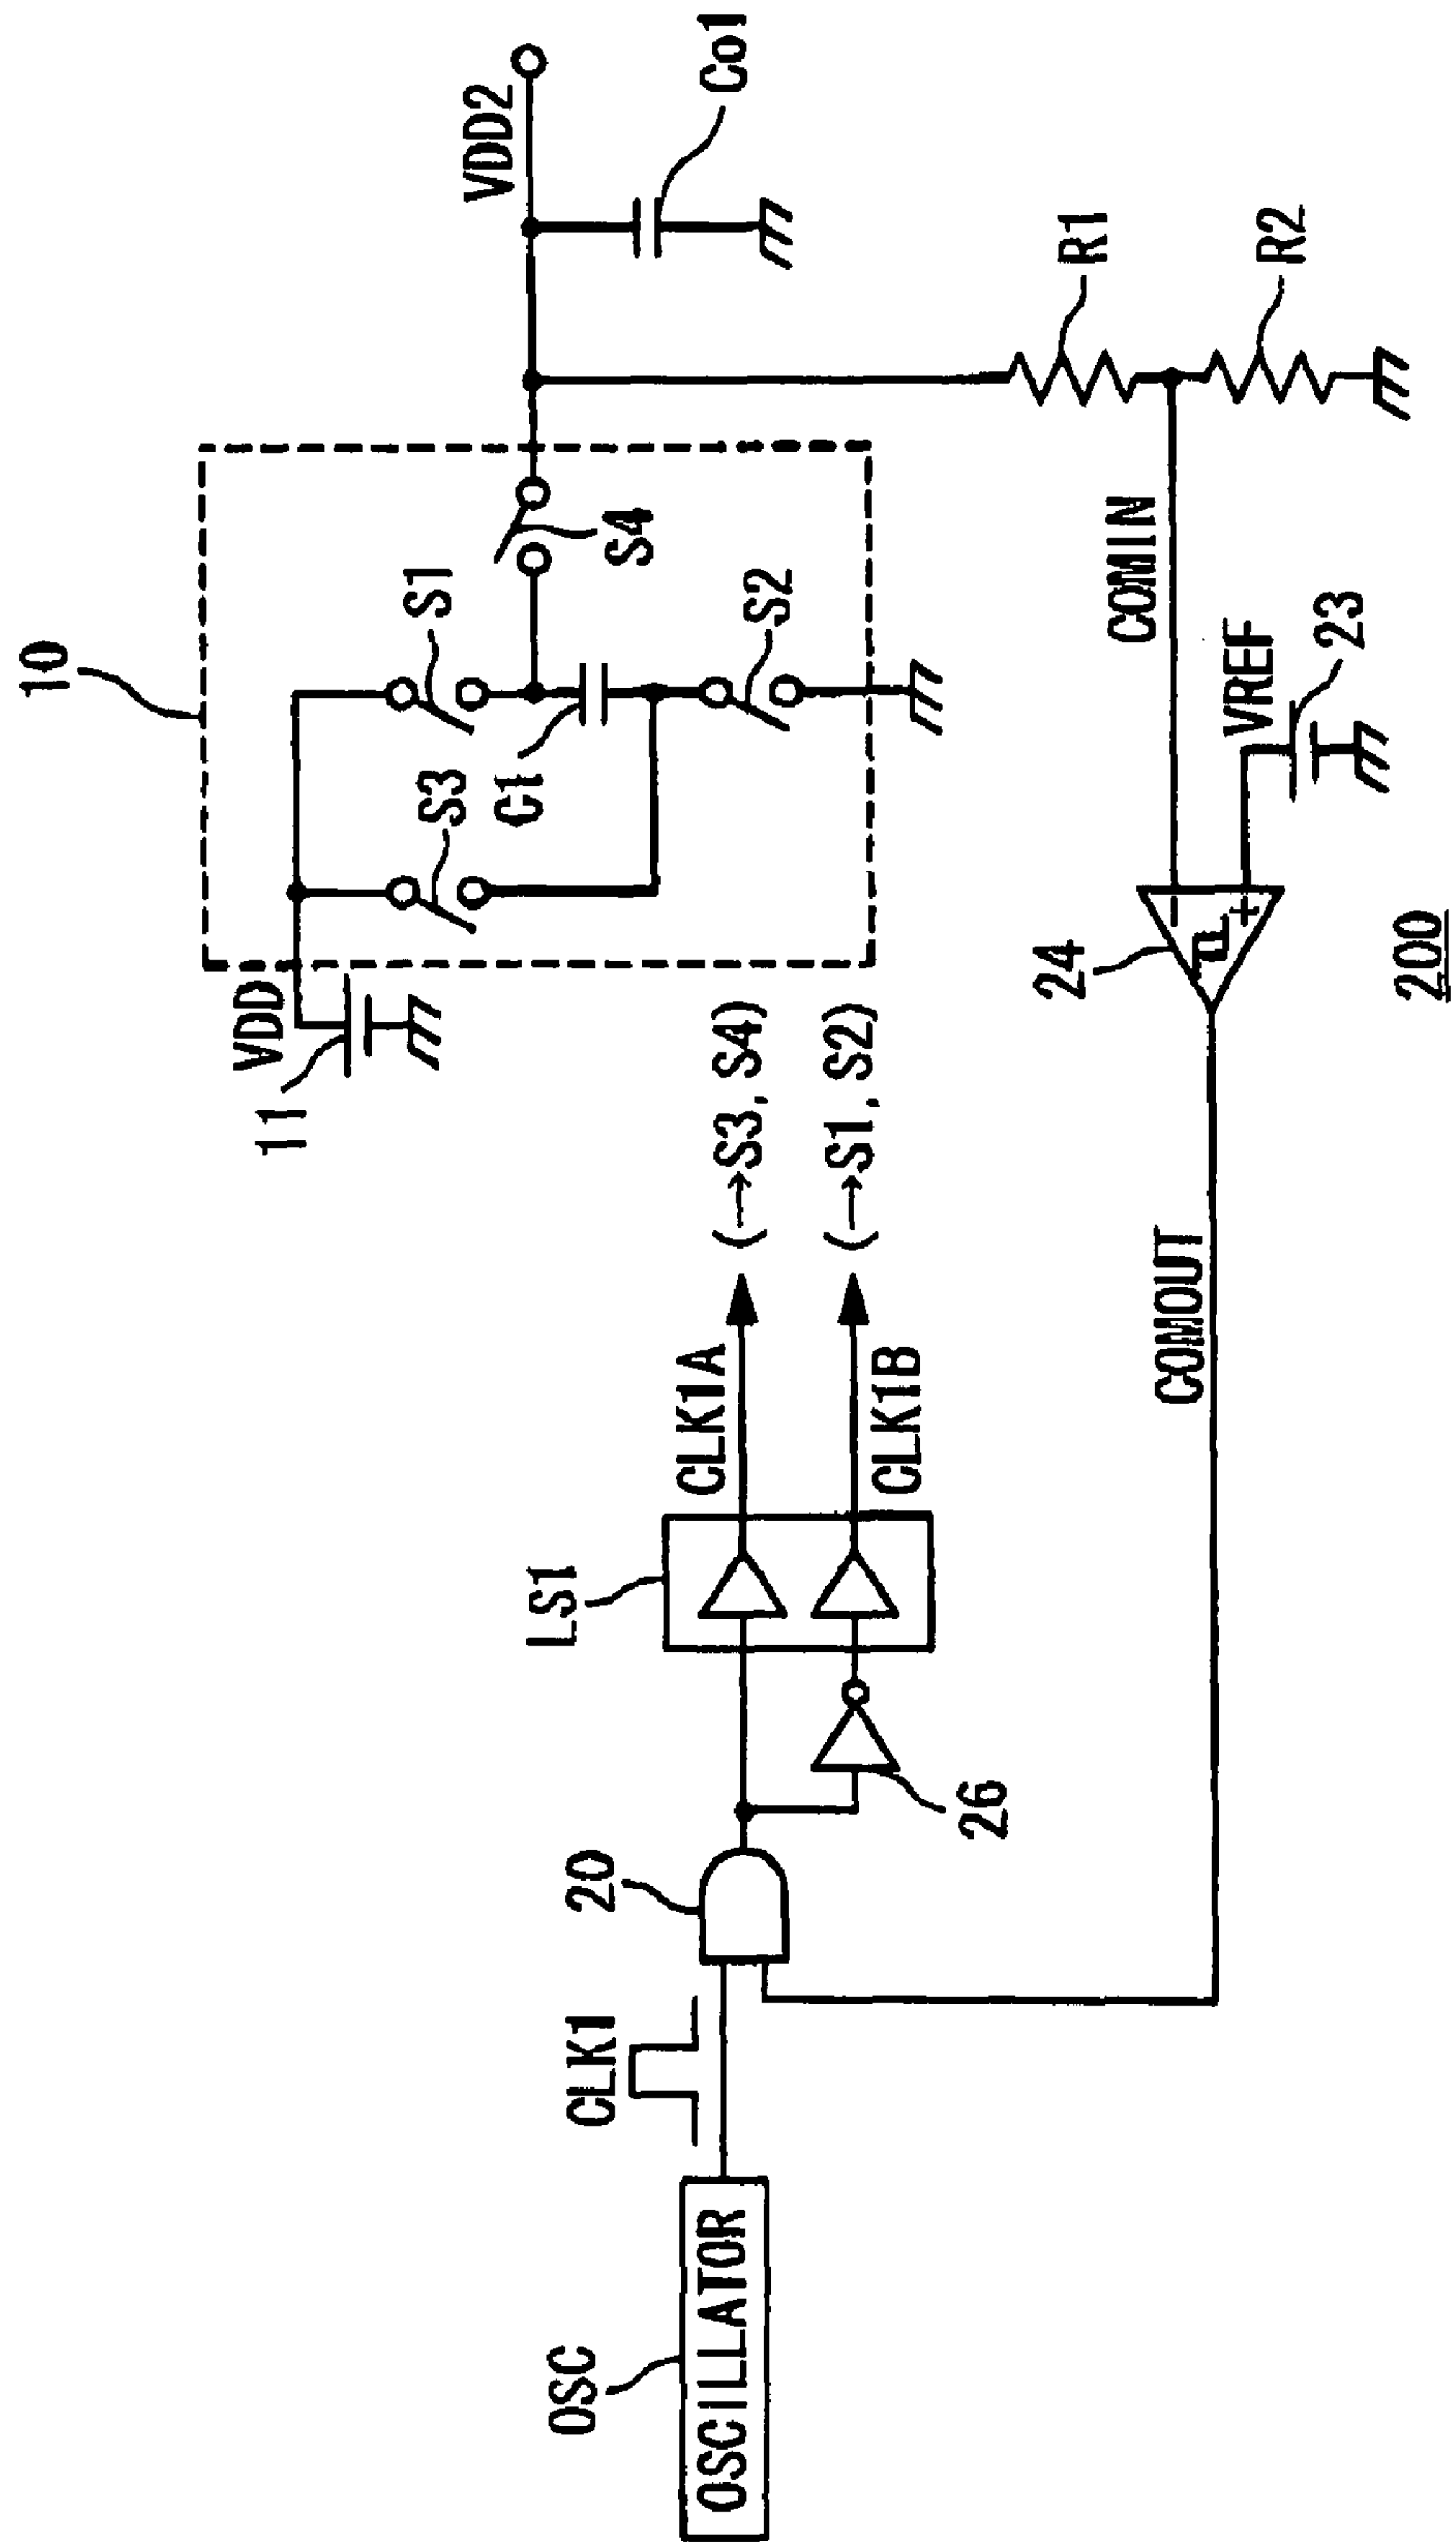 10
VDD
11
S3
S1
C1
S4
S2
VDD2
Co1
R1
R2
COMIN
VREF
23
24
200
COMOUT
OSC
OSCILLATOR
CLK1
20
26
LS1
CLK1A
(→S3, S4)
CLK1B
(→S1, S2)